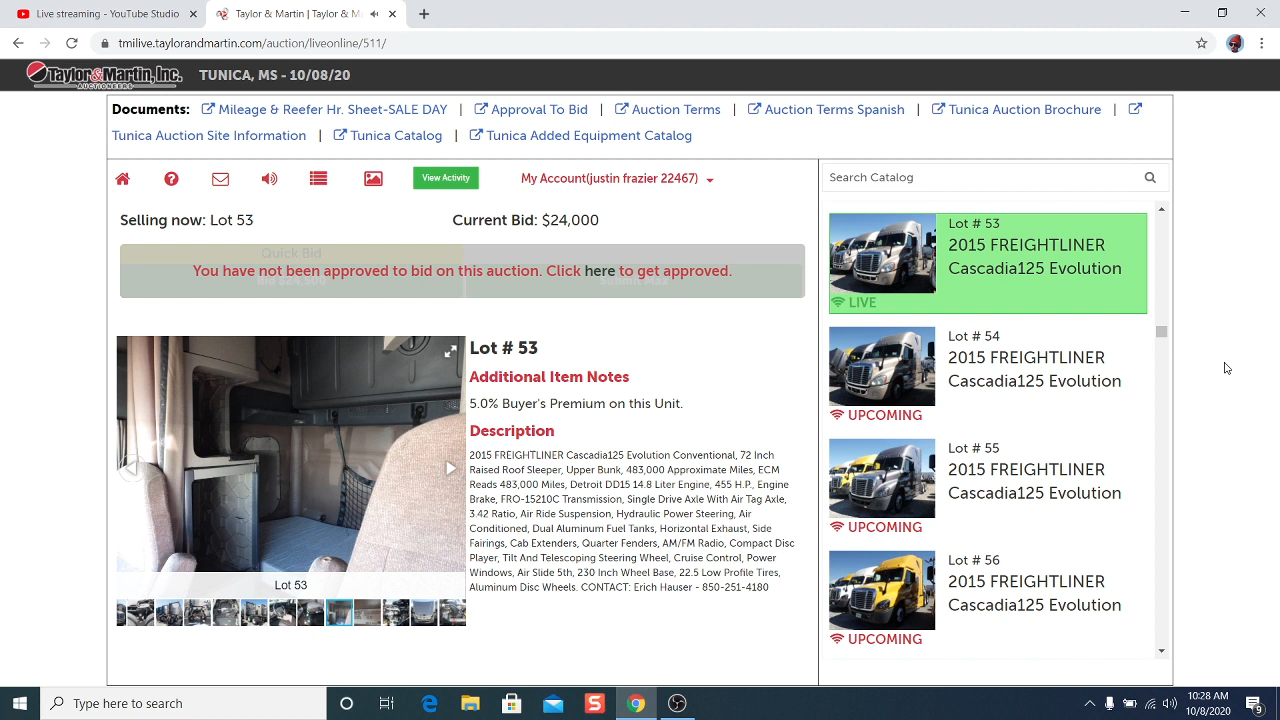 Live streaming - YouTube Studio
Taylor & Martin | Taylor & M
tmilive.taylorandmartin.com/auction/liveonline/511/
Taylor&Martin, Inc.
AUCTIONEERS
TUNICA, MS - 10/08/20
Documents: Mileage & Reefer Hr. Sheet-SALE DAY | Approval To Bid | Auction Terms | Auction Terms Spanish | Tunica Auction Brochure |
Tunica Auction Site Information | Tunica Catalog | Tunica Added Equipment Catalog
View Activity
My Account(justin frazier 22467)
Search Catalog
Selling now: Lot 53
Current Bid: $24,000
Quick Bid
You have not been approved to bid on this auction. Click here to get approved.
Lot # 53
Additional Item Notes
5.0% Buyer's Premium on this Unit.
Description
2015 FREIGHTLINER Cascadia125 Evolution Conventional, 72 Inch
Raised Roof Sleeper, Upper Bunk, 483,000 Approximate Miles, ECM
Reads 483,000 Miles, Detroit DD15 14.8 Liter Engine, 455 H.P., Engine
Brake, FRO-15210C Transmission, Single Drive Axle With Air Tag Axle,
3.42 Ratio, Air Ride Suspension, Hydraulic Power Steering, Air
Conditioned, Dual Aluminum Fuel Tanks, Horizontal Exhaust, Side
Fairings, Cab Extenders, Quarter Fenders, AM/FM Radio, Compact Disc
Player, Tilt And Telescoping Steering Wheel, Cruise Control, Power
Windows, Air Slide 5th, 230 Inch Wheel Base, 22.5 Low Profile Tires,
Aluminum Disc Wheels. CONTACT: Erich Hauser - 850-251-4180
Lot 53
Lot # 53
2015 FREIGHTLINER
Cascadia125 Evolution
LIVE
Lot # 54
2015 FREIGHTLINER
Cascadia125 Evolution
UPCOMING
Lot # 55
2015 FREIGHTLINER
Cascadia125 Evolution
UPCOMING
Lot # 56
2015 FREIGHTLINER
Cascadia125 Evolution
UPCOMING
Type here to search
10:28 AM
10/8/2020
9